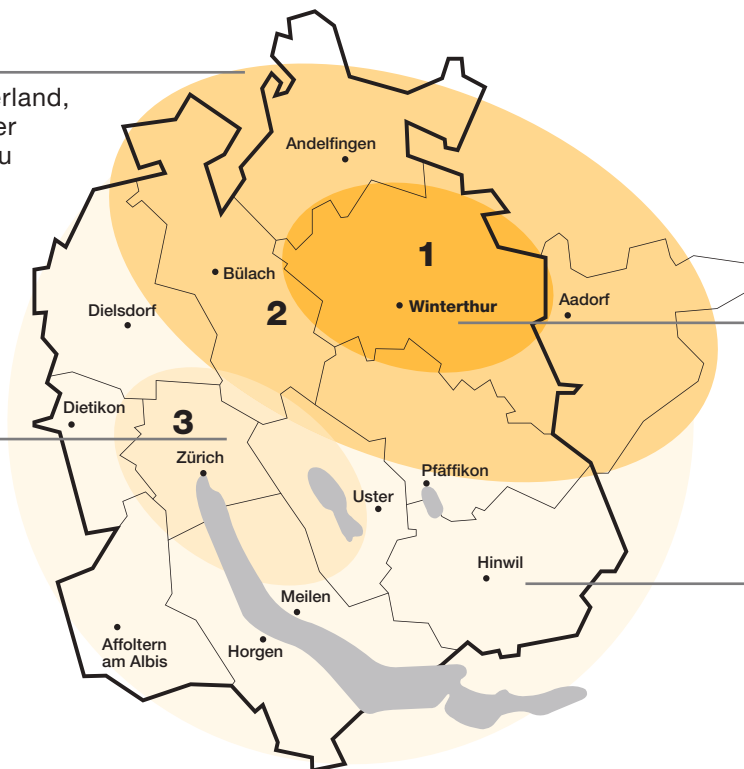 erland,
er
u
Andelfingen
1
Bülach
Winterthur
Aadorf
2
Dielsdorf
Dietikon
3
Zürich
Pfäffikon
Uster
Hinwil
Meilen
Affoltern
am Albis
Horgen